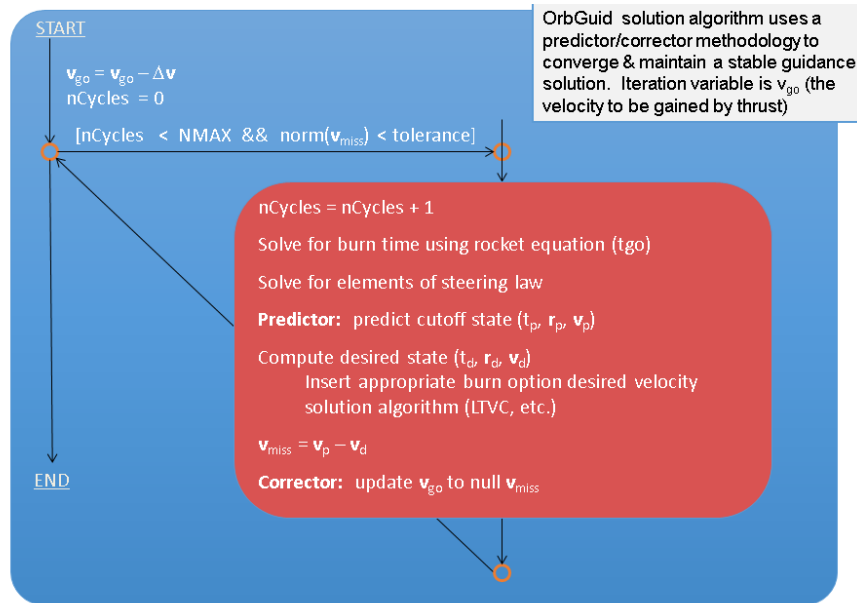 START
OrbGuid solution algorithm uses a
predictor/corrector methodology to
converge & maintain a stable guidance
solution. Iteration variable is vgo (the
velocity to be gained by thrust)
vgo = vgo – Δv
nCycles = 0
[nCycles < NMAX && norm(vmiss) < tolerance]
nCycles = nCycles + 1
Solve for burn time using rocket equation (tgo)
Solve for elements of steering law
Predictor: predict cutoff state (tp, rp, vp)
Compute desired state (td, rd, vd)
Insert appropriate burn option desired velocity
solution algorithm (LTVC, etc.)
vmiss = vp – vd
Corrector: update vgo to null vmiss
END